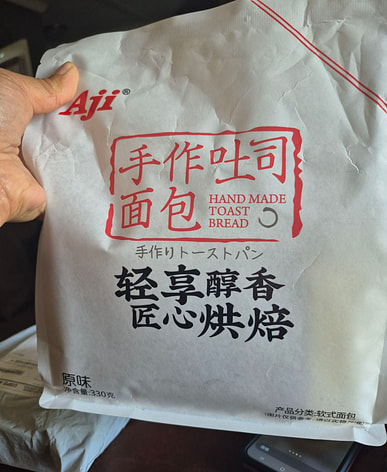 Aji®
手作吐司
面包
HAND MADE
TOAST
BREAD
手作りトーストパン
轻享醇香
匠心烘焙
原味
净含量:330克
产品分类:软式面包